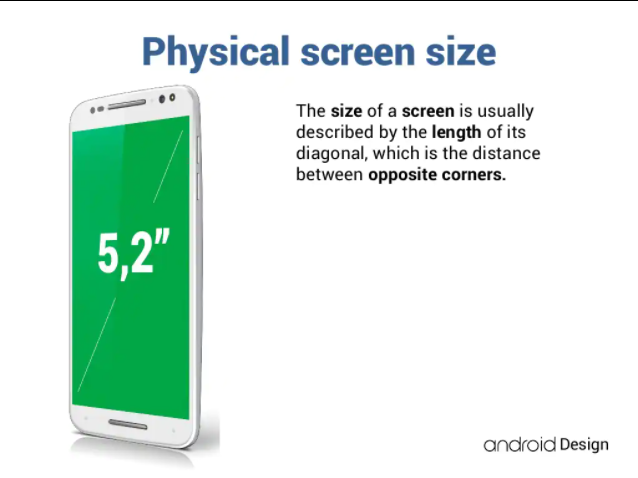 Physical screen size
The size of a screen is usually
described by the length of its
diagonal, which is the distance
between opposite corners.
5,2”
android Design